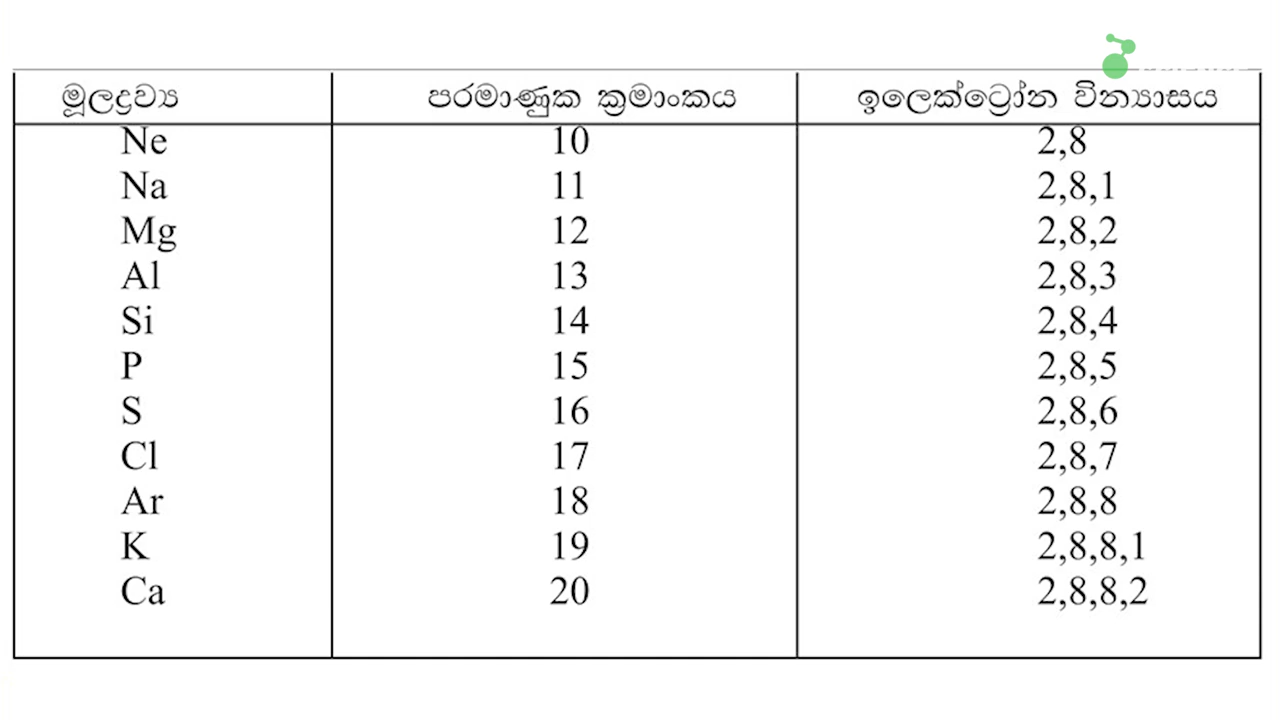 මූලද්‍රව්‍ය පරමාණුක ක්‍රමාංකය ඉලෙක්ට්‍රෝන වින්‍යාසය
Ne 10 2,8
Na 11 2,8,1
Mg 12 2,8,2
Al 13 2,8,3
Si 14 2,8,4
P 15 2,8,5
S 16 2,8,6
Cl 17 2,8,7
Ar 18 2,8,8
K 19 2,8,8,1
Ca 20 2,8,8,2